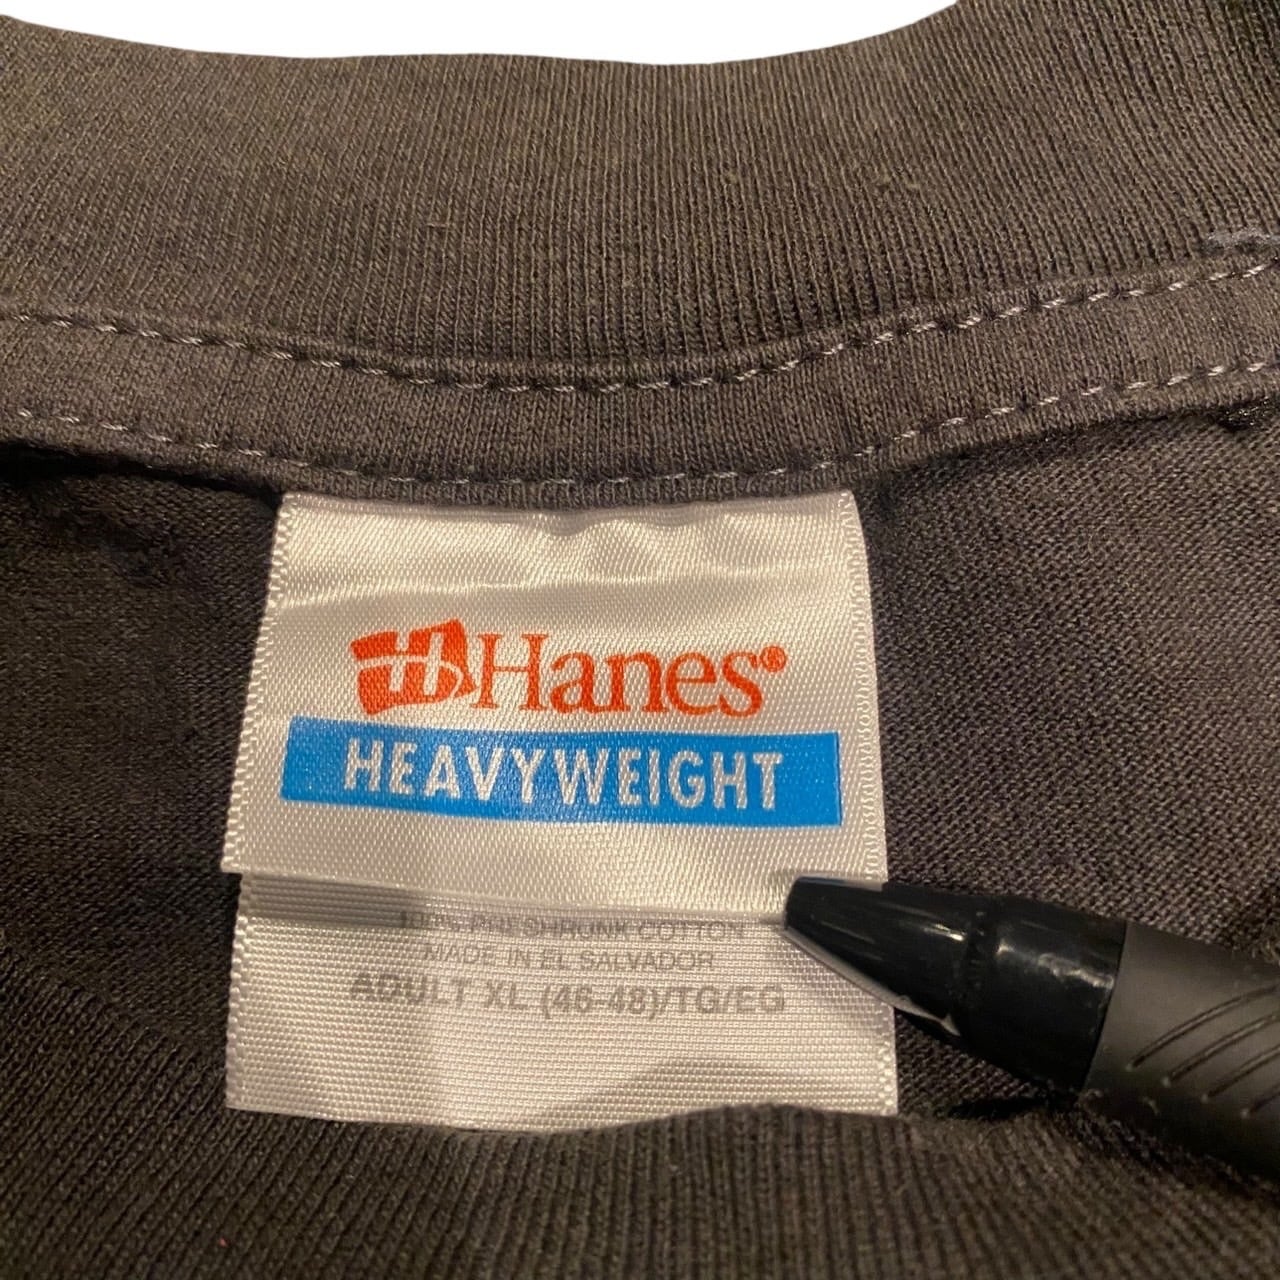 Hanes®
HEAVYWEIGHT
100% PRESHRUNK COTTON
MADE IN EL SALVADOR
ADULT XL (46-48)/TG/EG